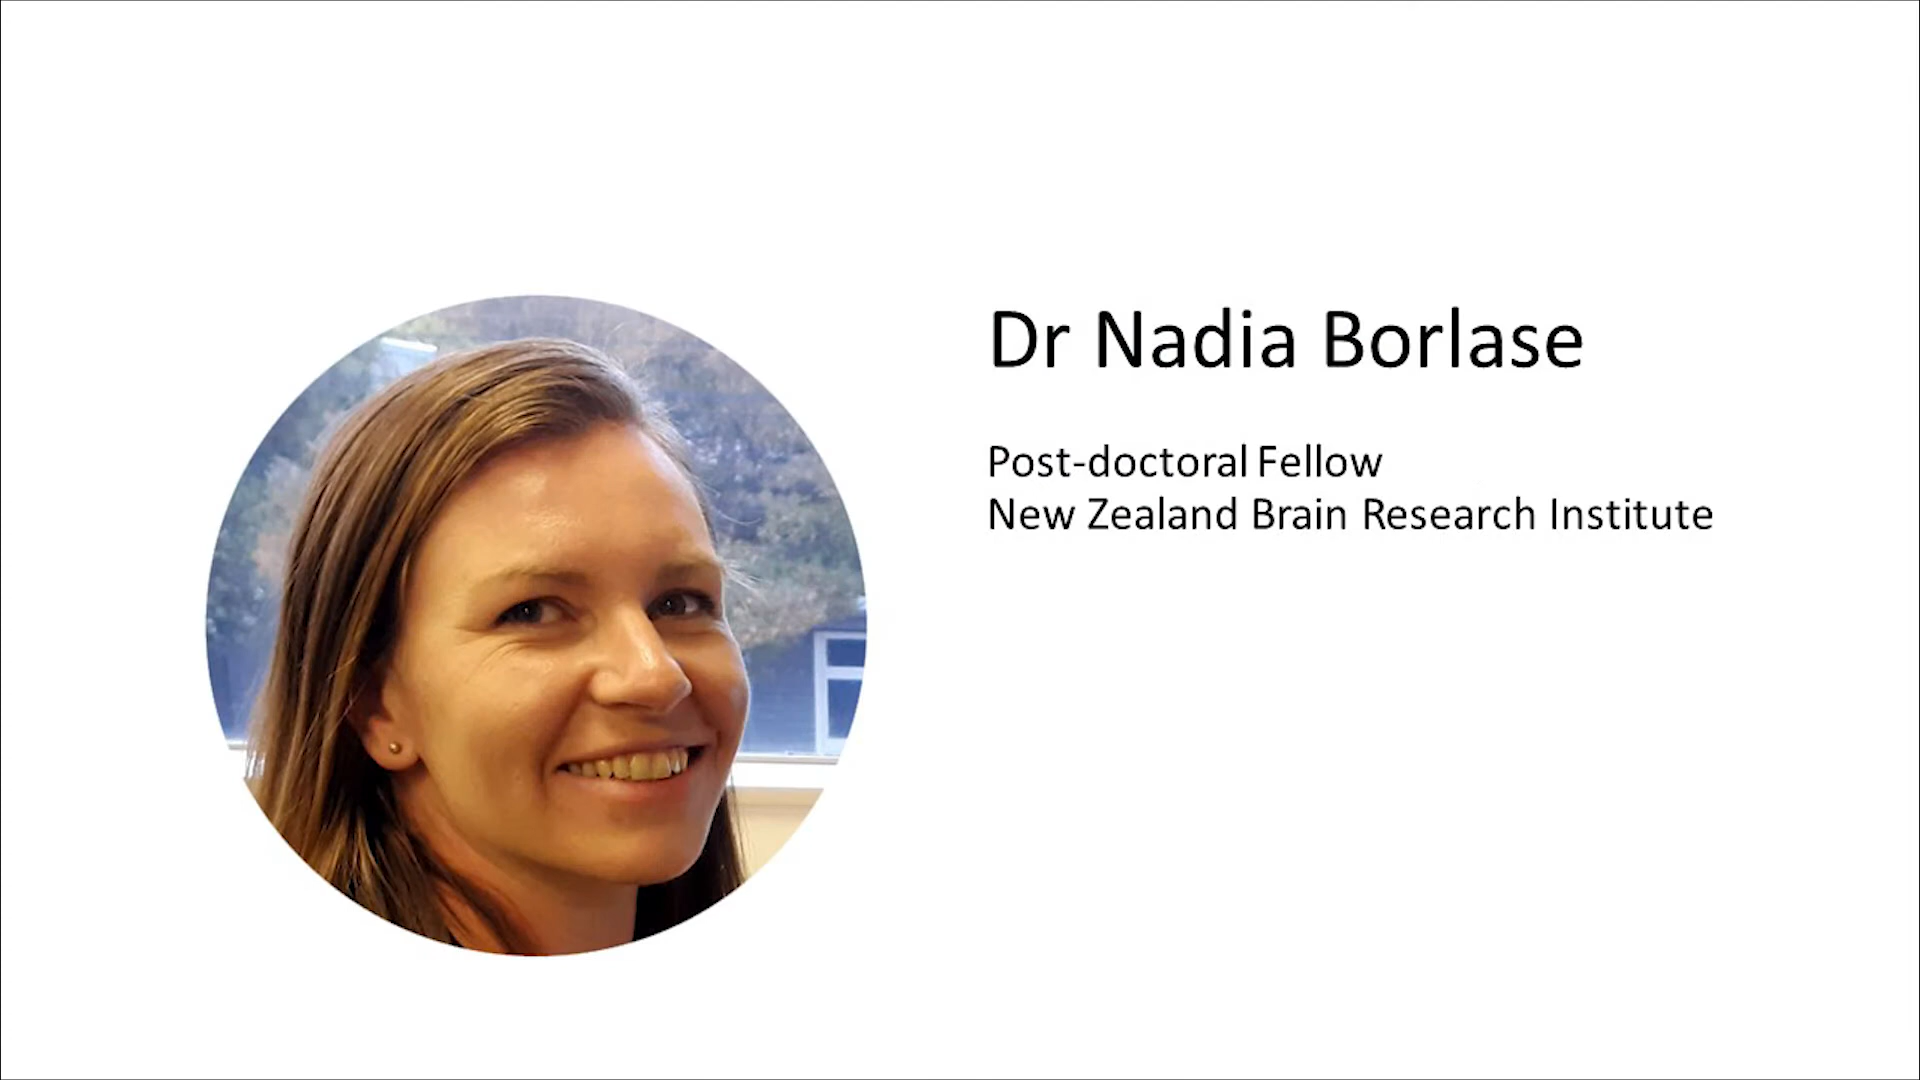 Dr Nadia Borlase
Post-doctoral Fellow
New Zealand Brain Research Institute